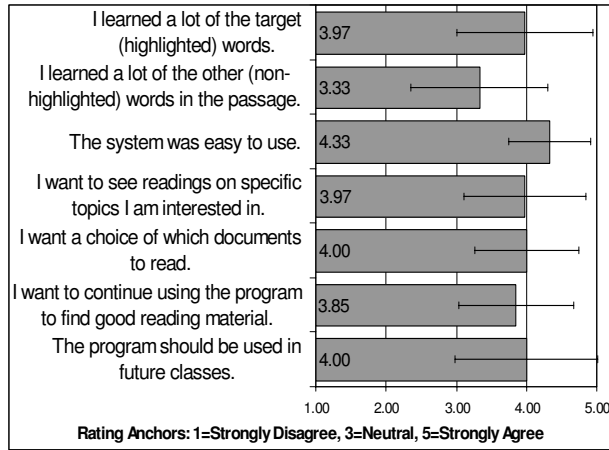 I learned a lot of the target
(highlighted) words.
3.97
I learned a lot of the other (non-
highlighted) words in the passage.
3.33
The system was easy to use.
4.33
I want to see readings on specific
topics I am interested in.
3.97
I want a choice of which documents
to read.
4.00
I want to continue using the program
to find good reading material.
3.85
The program should be used in
future classes.
4.00
1.00 2.00 3.00 4.00 5.00
Rating Anchors: 1=Strongly Disagree, 3=Neutral, 5=Strongly Agree